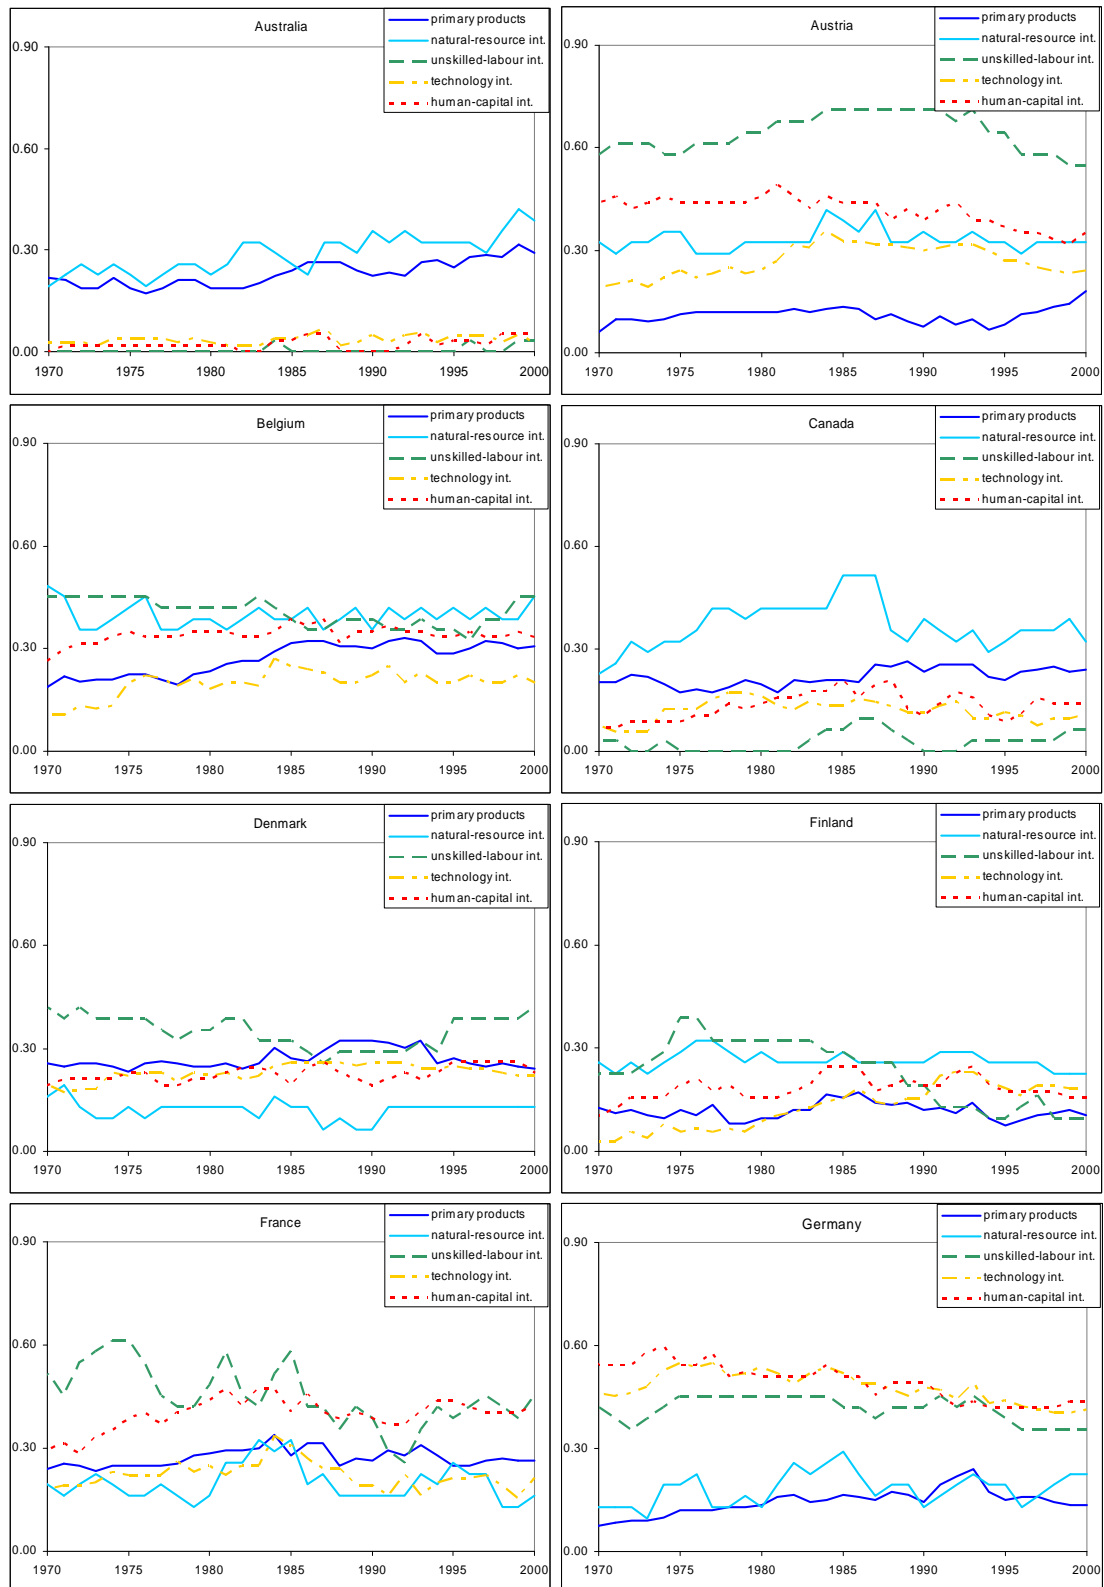 Australia
primary products
natural-resource int.
unskilled-labour int.
technology int.
human-capital int.
0.90
0.60
0.30
0.00
1970 1975 1980 1985 1990 1995 2000
Austria
primary products
natural-resource int.
unskilled-labour int.
technology int.
human-capital int.
0.90
0.60
0.30
0.00
1970 1975 1980 1985 1990 1995 2000
Belgium
primary products
natural-resource int.
unskilled-labour int.
technology int.
human-capital int.
0.90
0.60
0.30
0.00
1970 1975 1980 1985 1990 1995 2000
Canada
primary products
natural-resource int.
unskilled-labour int.
technology int.
human-capital int.
0.90
0.60
0.30
0.00
1970 1975 1980 1985 1990 1995 2000
Denmark
primary products
natural-resource int.
unskilled-labour int.
technology int.
human-capital int.
0.90
0.60
0.30
0.00
1970 1975 1980 1985 1990 1995 2000
Finland
primary products
natural-resource int.
unskilled-labour int.
technology int.
human-capital int.
0.90
0.60
0.30
0.00
1970 1975 1980 1985 1990 1995 2000
France
primary products
natural-resource int.
unskilled-labour int.
technology int.
human-capital int.
0.90
0.60
0.30
0.00
1970 1975 1980 1985 1990 1995 2000
Germany
primary products
natural-resource int.
unskilled-labour int.
technology int.
human-capital int.
0.90
0.60
0.30
0.00
1970 1975 1980 1985 1990 1995 2000